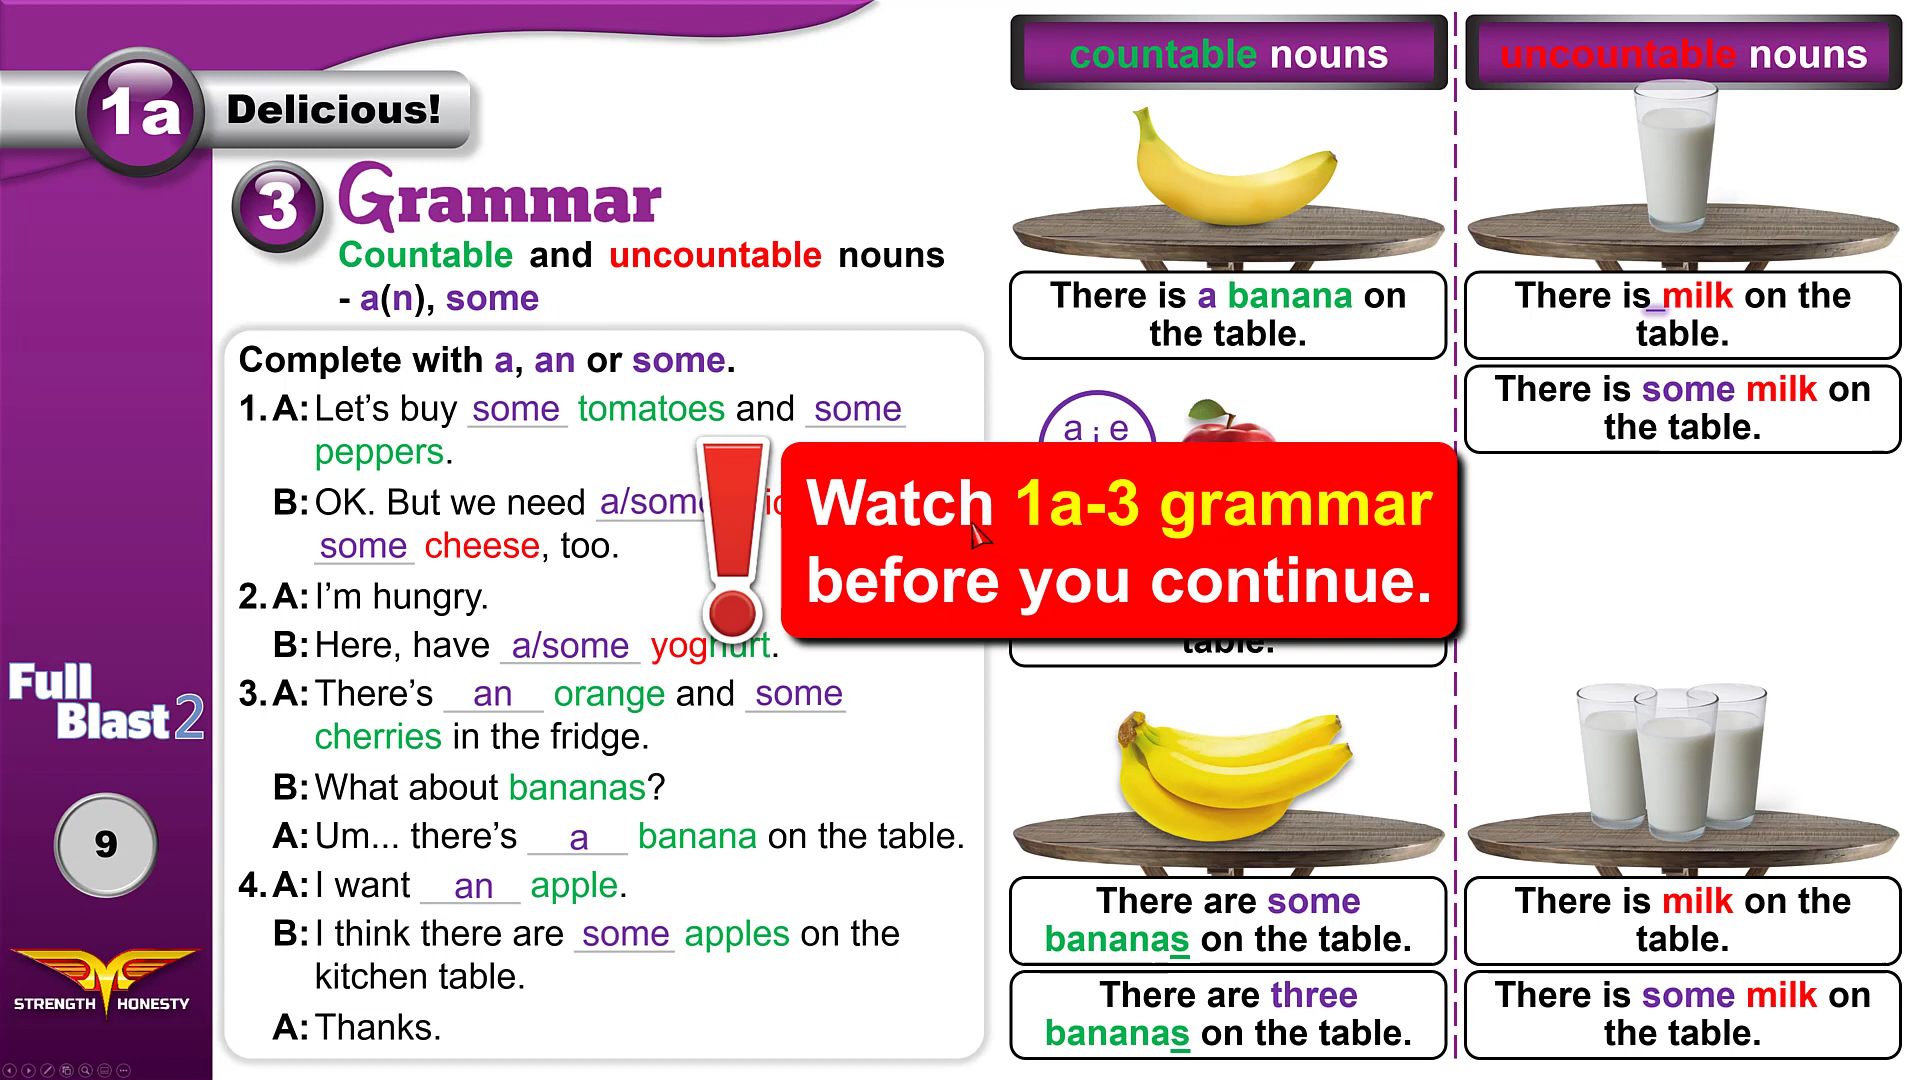 1a
Delicious!
3
Grammar
Countable and uncountable nouns
- a(n), some
Complete with a, an or some.
1. A: Let's buy some tomatoes and some
peppers.
B: OK. But we need a/some
some cheese, too.
2. A: I'm hungry.
B: Here, have a/some yoghurt.
3. A: There's an orange and some
cherries in the fridge.
B: What about bananas?
A: Um... there's a banana on the table.
4. A: I want an apple.
B: I think there are some apples on the
kitchen table.
A: Thanks.
Full
Blast 2
9
STRENGTH HONESTY
countable nouns
There is a banana on
the table.
a i e
Watch 1a-3 grammar
before you continue.
table.
There are some
bananas on the table.
There are three
bananas on the table.
uncountable nouns
There is _milk on the
table.
There is some milk on
the table.
There is milk on the
table.
There is some milk on
the table.